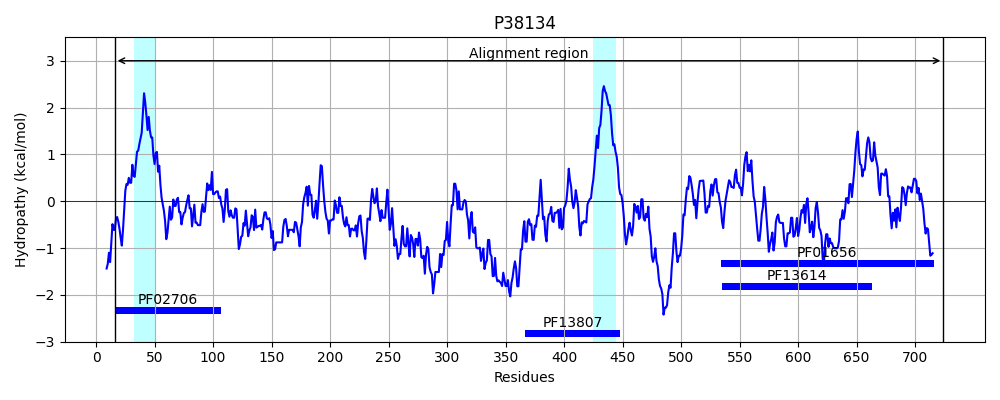 P38134
Alignment region
Hydropathy (kcal/mol)
3
2
1
0
−1
−2
−3
PF01656
PF13614
PF02706
PF13807
0 50 100 150 200 250 300 350 400 450 500 550 600 650 700
Residues